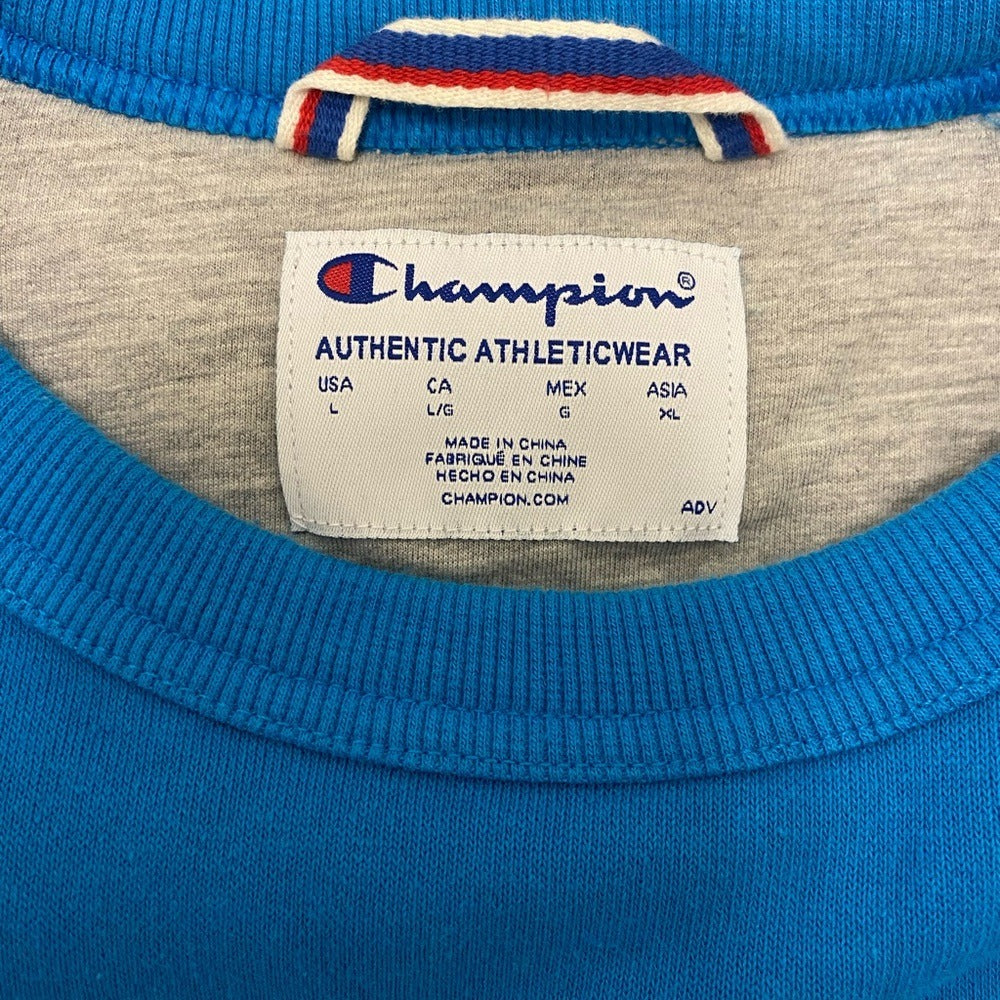 Champion®
AUTHENTIC ATHLETICWEAR
USA CA MEX ASIA
L L/G G XL
MADE IN CHINA
FABRIQUÉ EN CHINE
HECHO EN CHINA
CHAMPION.COM
ADV